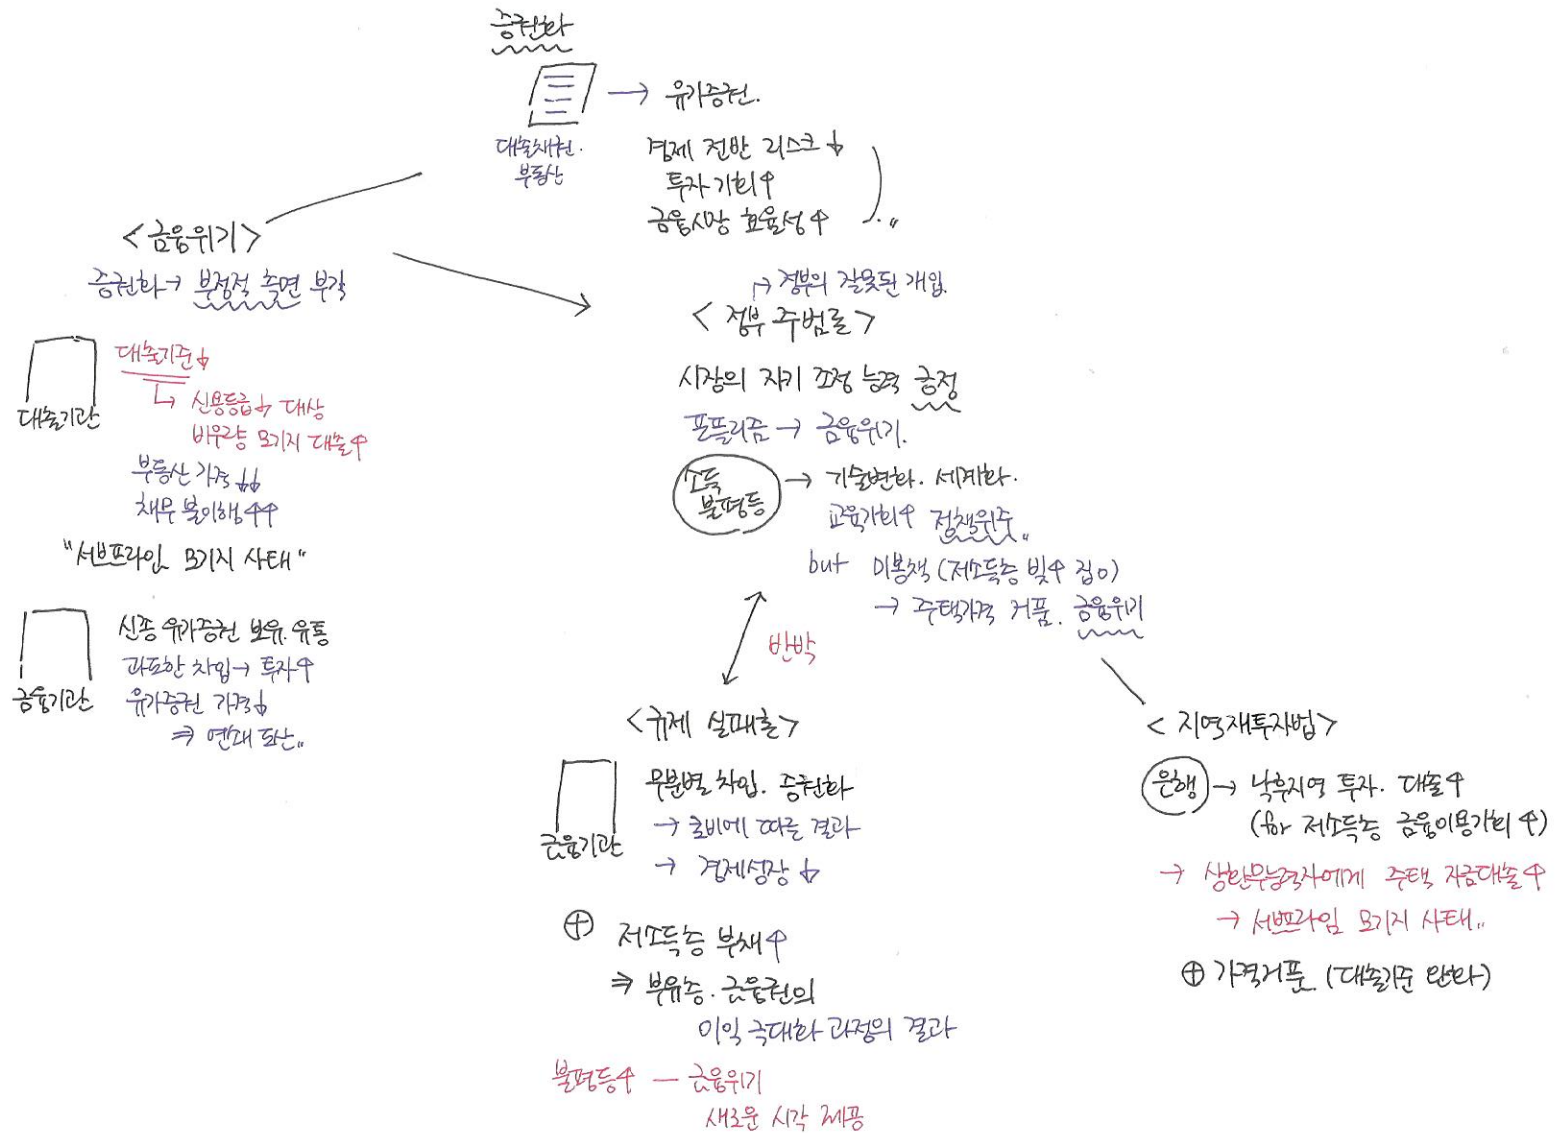 증권화
→ 유가증권.
대출채권.
부동산
경제 전반 리스크↓
투자 기회↑
금융시장 효율성↑
<금융위기>
증권화→ 부정적 측면 부각
대출기관
대출기준↓
↳ 신용등급↓ 대상
비우량 모기지 대출↑
부동산 가격↓↓
채무 불이행↑↑
"서브프라임 모기지 사태"
금융기관
신종 유가증권 보유.유통
과도한 차입→ 투자↑
유가증권 가격↓
⇒ 연쇄 도산..
→ 정부의 잘못된 개입.
<정부 주범론>
시장의 자기 조정 능력 긍정
포퓰리즘 → 금융위기.
소득
불평등
→ 기술변화. 세계화.
교육기회↑ 정책위주..
but 미봉책 (저소득층 빚↑ 집o)
→ 주택가격 거품. 금융위기
반박
<규제 실패론>
금융기관
무분별 차입. 증권화
→ 로비에 따른 결과
→ 경제성장↓
⊕ 저소득층 부채↑
⇒ 부유층. 금융권의
이익 극대화 과정의 결과
불평등↑ — 금융위기
새로운 시각 제공
<지역재투자법>
은행 → 낙후지역 투자. 대출↑
(for 저소득층 금융이용기회↑)
→ 상환무능력자에게 주택 자금대출↑
→ 서브프라임 모기지 사태..
⊕ 가격거품. (대출기준 완화)